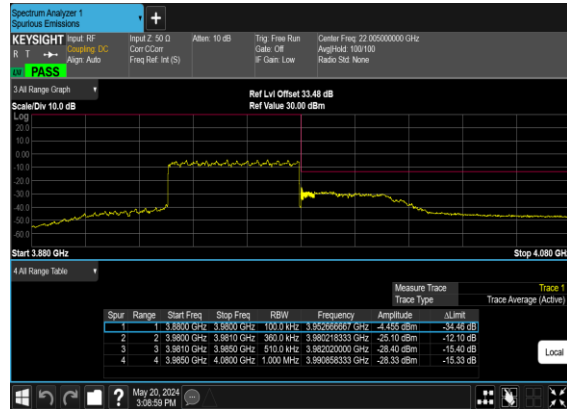 Spectrum Analyzer 1
Spurious Emissions
KEYSIGHT Input: RF Input Z: 50 Ω Atten: 10 dB Trig: Free Run Center Freq: 22.005000000 GHz
R T Coupling: DC Corr CCorr Gate: Off Avg|Hold: 100/100
Align: Auto Freq Ref: Int (S) IF Gain: Low Radio Std: None
PASS
3 All Range Graph
Ref Lvl Offset 33.48 dB
Scale/Div 10.0 dB Ref Value 30.00 dBm
Log
20.0
10.0
0.00
-10.0
-20.0
-30.0
-40.0
-50.0
-60.0
Start 3.880 GHz Stop 4.080 GHz
4 All Range Table
Measure Trace Trace 1
Trace Type Trace Average (Active)
Spur Range Start Freq Stop Freq RBW Frequency Amplitude ΔLimit
1 1 3.8800 GHz 3.9800 GHz 100.0 kHz 3.952666667 GHz -4.455 dBm -34.46 dB
2 2 3.9800 GHz 3.9810 GHz 360.0 kHz 3.980218333 GHz -25.10 dBm -12.10 dB
3 3 3.9810 GHz 3.9850 GHz 510.0 kHz 3.982020000 GHz -28.40 dBm -15.40 dB
4 4 3.9850 GHz 4.0800 GHz 1.000 MHz 3.990858333 GHz -28.33 dBm -15.33 dB
Local
? May 20, 2024
3:08:59 PM